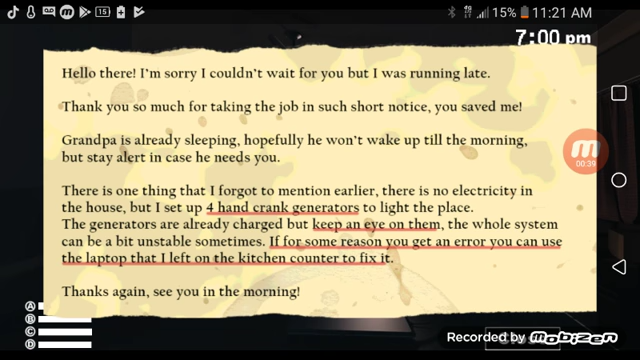 15
4G
15% 11:21 AM
7:00 pm
Hello there! I'm sorry I couldn't wait for you but I was running late.
Thank you so much for taking the job in such short notice, you saved me!
Grandpa is already sleeping, hopefully he won't wake up till the morning,
but stay alert in case he needs you.
There is one thing that I forgot to mention earlier, there is no electricity in
the house, but I set up 4 hand crank generators to light the place.
The generators are already charged but keep an eye on them, the whole system
can be a bit unstable sometimes. If for some reason you get an error you can use
the laptop that I left on the kitchen counter to fix it.
Thanks again, see you in the morning!
00:39
A
B
C
D
Recorded by mobizen